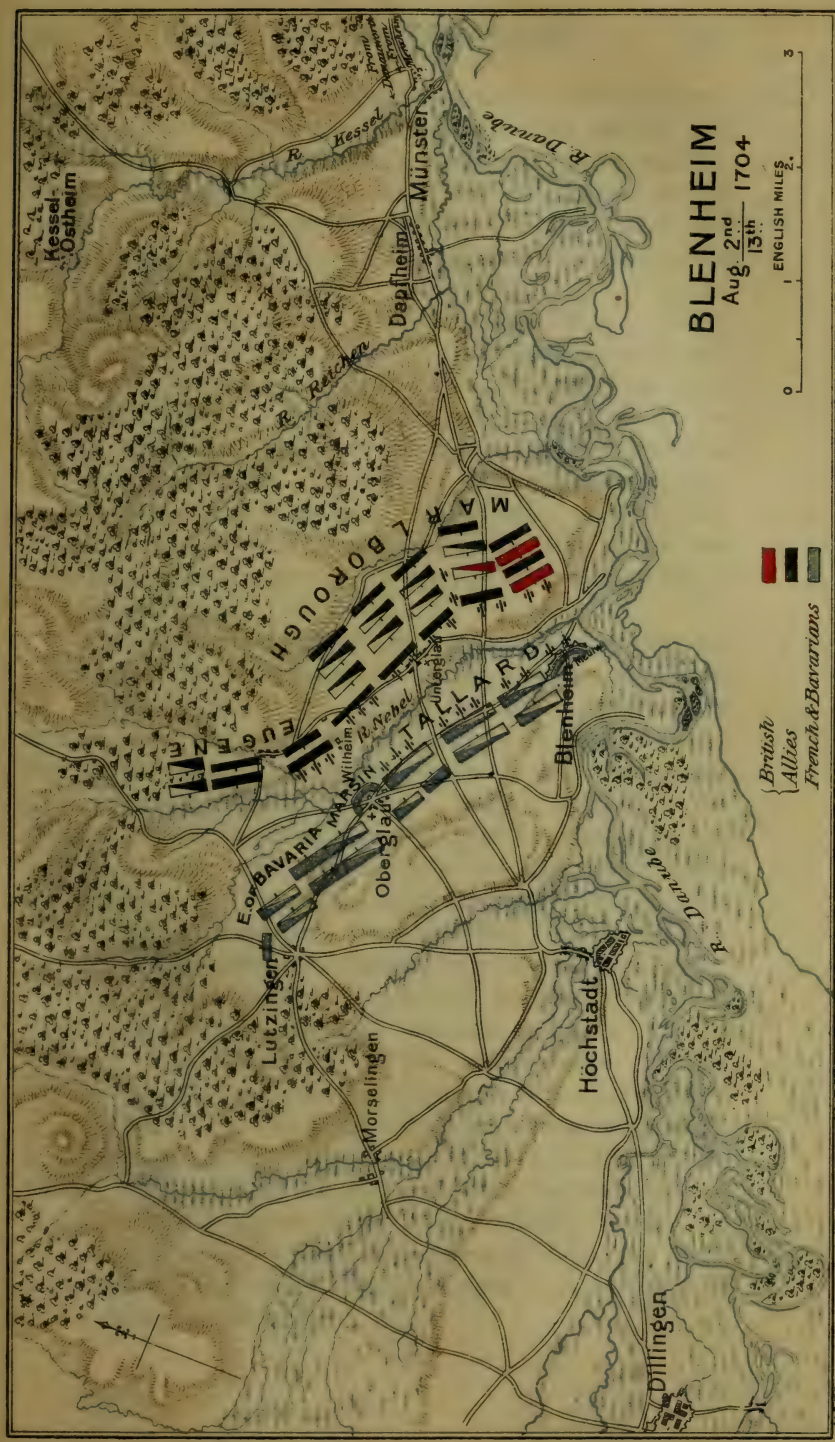 BLENHEIM
Aug. 2nd 1704
13th
ENGLISH MILES
0 1 2 3
British
Allies
French & Bavarians
Kessel-
Ostheim
R. Kessel
From
Münster
Dapfheim
R. Reichen
R. Danube
MARLBOROUGH
EUGENE
Wilheim
R. Nebel
Unterglau
TALLARD
MARSIN
E. OF BAVARIA
Oberglau
Blenheim
Lutzingen
Morselingen
Höchstadt
R. Danube
Dillingen